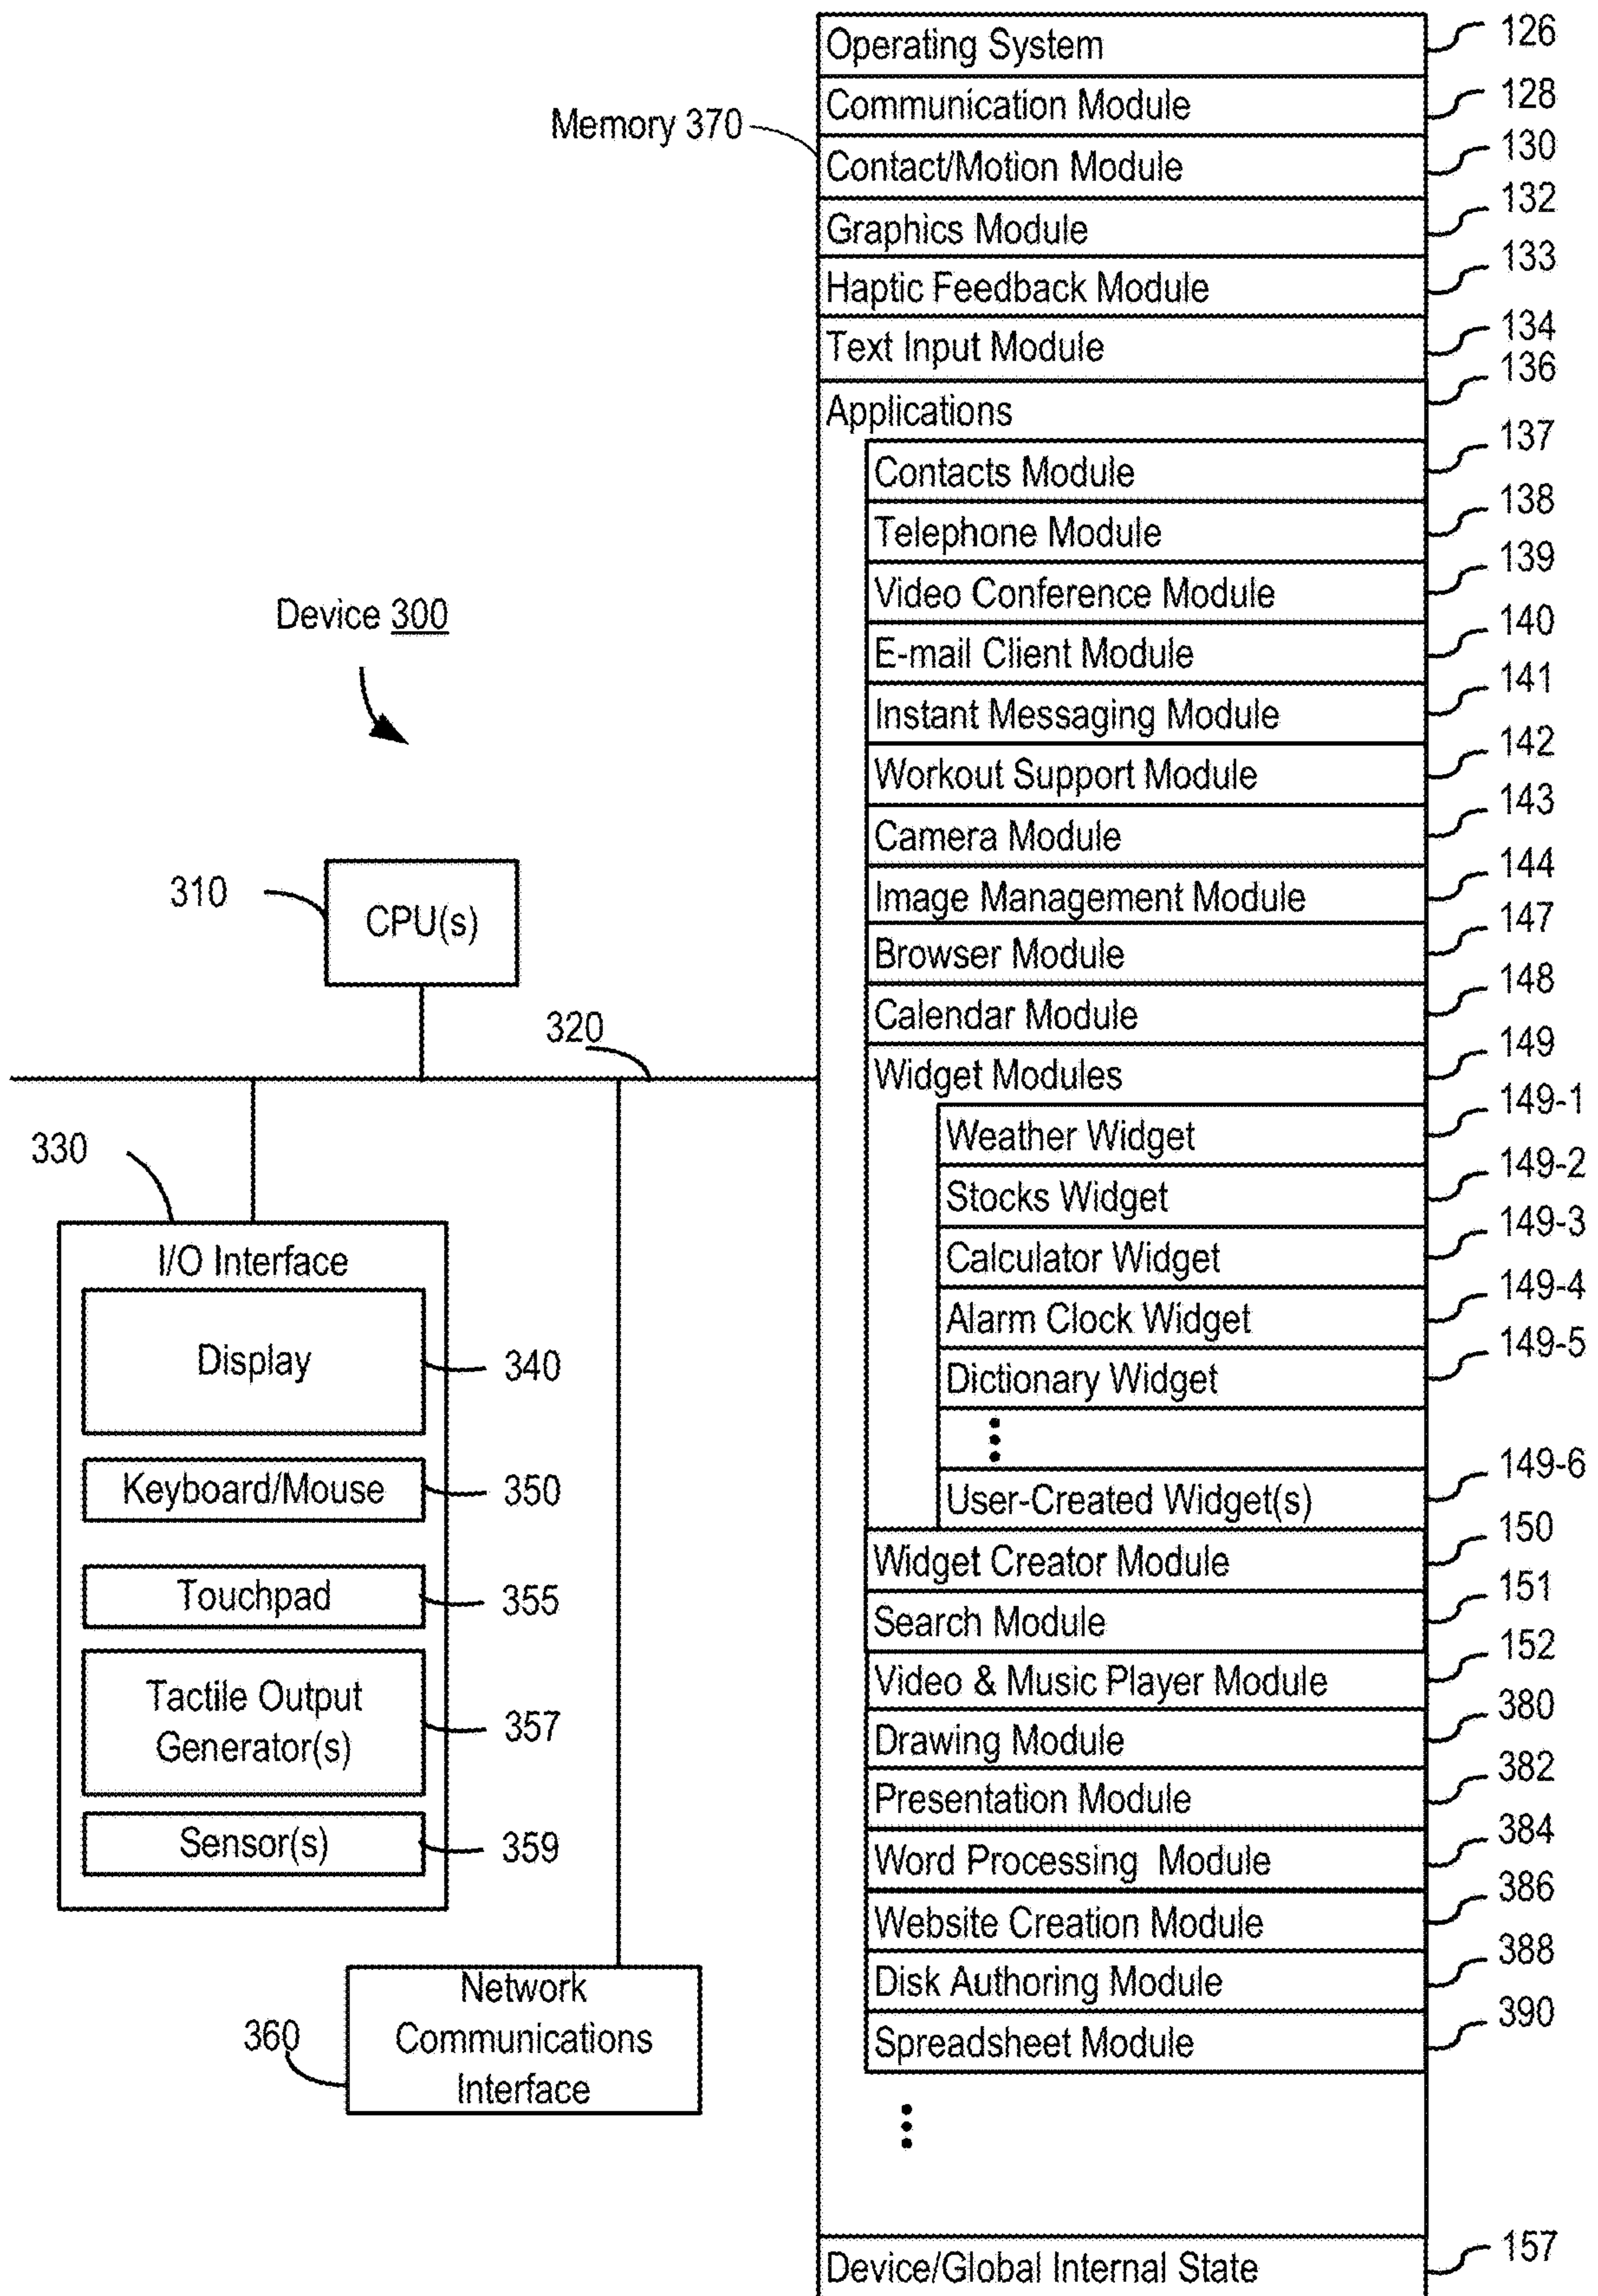 Operating System 126
Communication Module 128
Memory 370
Contact/Motion Module 130
Graphics Module 132
Haptic Feedback Module 133
Text Input Module 134
Applications 136
Contacts Module 137
Telephone Module 138
Video Conference Module 139
E-mail Client Module 140
Instant Messaging Module 141
Workout Support Module 142
Camera Module 143
Image Management Module 144
Browser Module 147
Calendar Module 148
Widget Modules 149
Weather Widget 149-1
Stocks Widget 149-2
Calculator Widget 149-3
Alarm Clock Widget 149-4
Dictionary Widget 149-5
User-Created Widget(s) 149-6
Widget Creator Module 150
Search Module 151
Video & Music Player Module 152
Drawing Module 380
Presentation Module 382
Word Processing Module 384
Website Creation Module 386
Disk Authoring Module 388
Spreadsheet Module 390
Device/Global Internal State 157
Device 300
310
CPU(s)
320
330
I/O Interface
Display 340
Keyboard/Mouse 350
Touchpad 355
Tactile Output
Generator(s) 357
Sensor(s) 359
360
Network
Communications
Interface